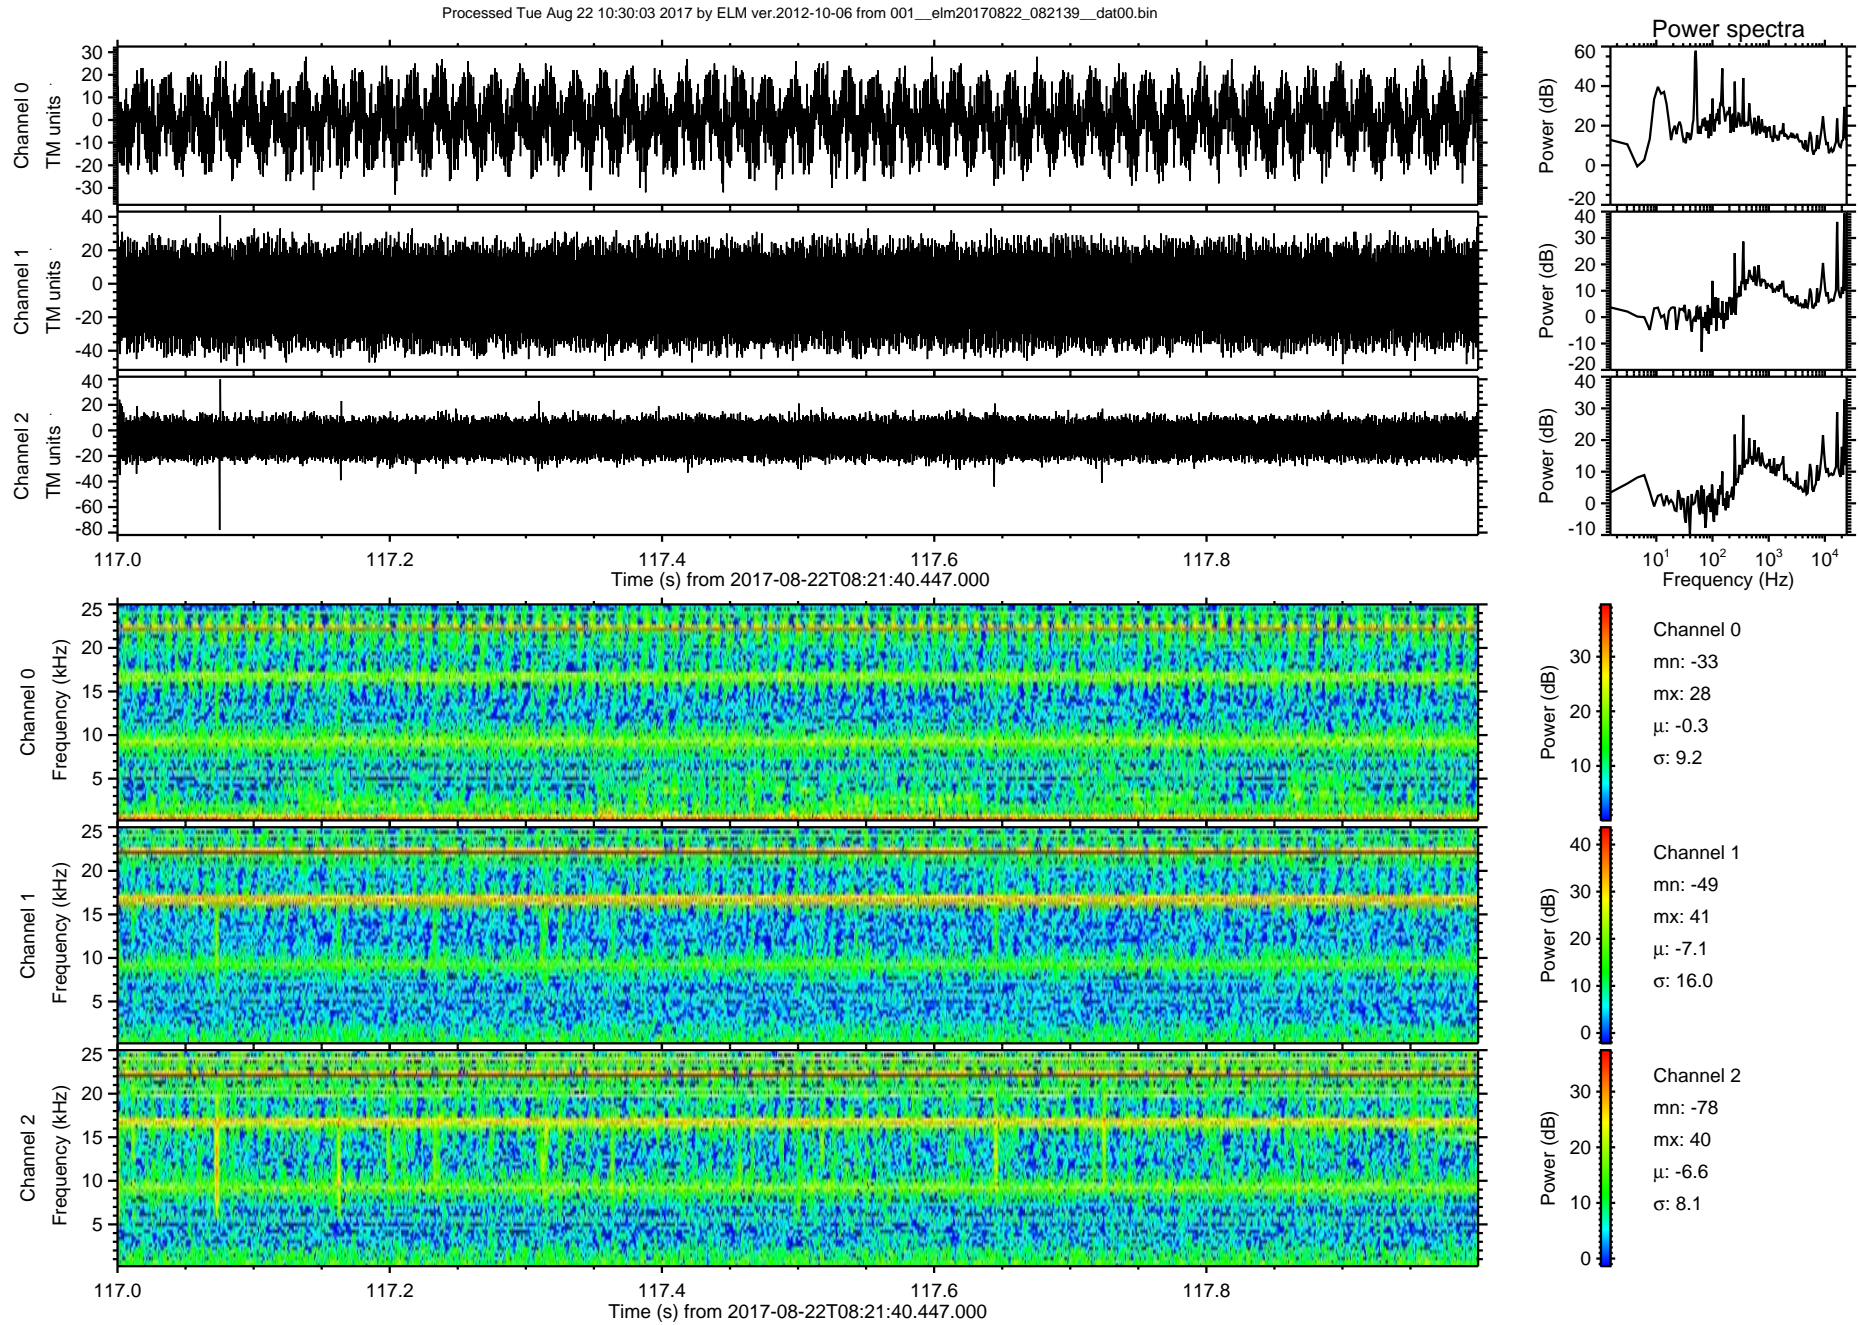 Processed Tue Aug 22 10:30:03 2017 by ELM ver.2012-10-06 from 001__elm20170822_082139__dat00.bin
Power spectra
Channel 0
TM units
30
20
10
0
-10
-20
-30
Power (dB)
60
40
20
0
-20
Channel 1
TM units
40
20
0
-20
-40
Power (dB)
40
30
20
10
0
-10
-20
Channel 2
TM units
40
20
0
-20
-40
-60
-80
Power (dB)
40
30
20
10
0
-10
117.0 117.2 117.4 117.6 117.8
Time (s) from 2017-08-22T08:21:40.447.000
10¹ 10² 10³ 10⁴
Frequency (Hz)
Channel 0
Frequency (kHz)
25
20
15
10
5
Power (dB)
30
20
10
Channel 0
mn: -33
mx: 28
μ: -0.3
σ: 9.2
Channel 1
Frequency (kHz)
25
20
15
10
5
Power (dB)
40
30
20
10
0
Channel 1
mn: -49
mx: 41
μ: -7.1
σ: 16.0
Channel 2
Frequency (kHz)
25
20
15
10
5
Power (dB)
30
20
10
0
Channel 2
mn: -78
mx: 40
μ: -6.6
σ: 8.1
117.0 117.2 117.4 117.6 117.8
Time (s) from 2017-08-22T08:21:40.447.000